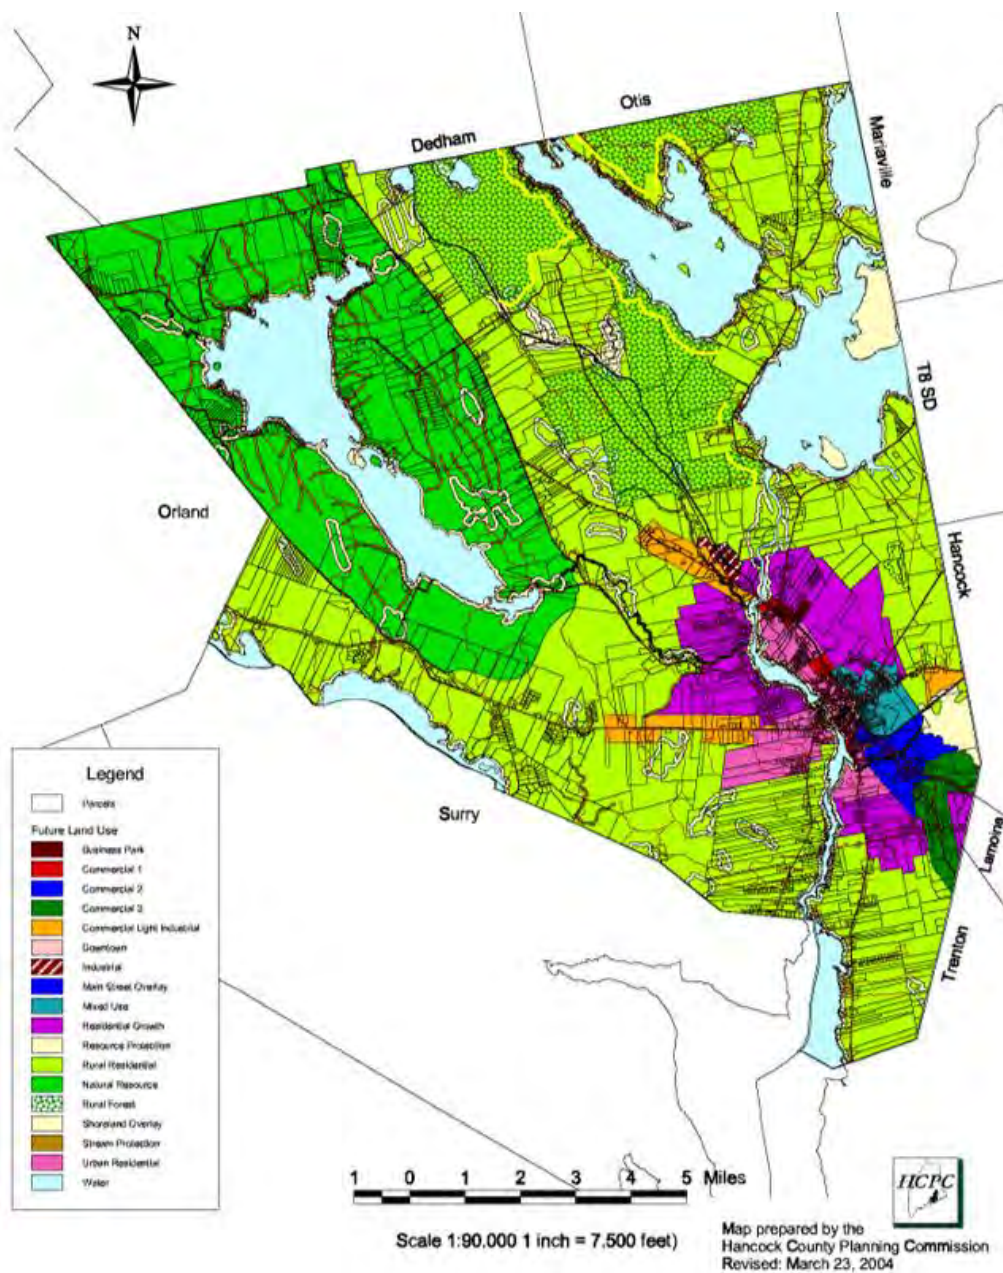 N
Otis
Dedham
Mariaville
T8 SD
Orland
Hancock
Surry
Lamoine
Trenton
Legend
Parcels
Future Land Use
Business Park
Commercial 1
Commercial 2
Commercial 3
Commercial Light Industrial
Downtown
Industrial
Main Street Overlay
Mixed Use
Residential Growth
Resource Protection
Rural Residential
Natural Resource
Rural Forest
Shoreland Overlay
Stream Protection
Urban Residential
Water
1 0 1 2 3 4 5 Miles
Scale 1:90,000 1 inch = 7,500 feet)
HCPC
Map prepared by the
Hancock County Planning Commission
Revised: March 23, 2004